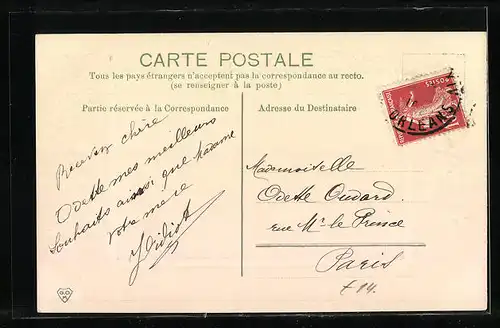 CARTE POSTALE
Tous les pays étrangers n'acceptent pas la correspondance au recto.
(se renseigner à la poste)
Partie réservée à la Correspondance
Adresse du Destinataire
ORLEANS
Recevez chère
Odette mes meilleurs
souhaits ainsi que Madame
votre mère
Mademoiselle
Odette Oudard
rue Mr le Prince
Paris